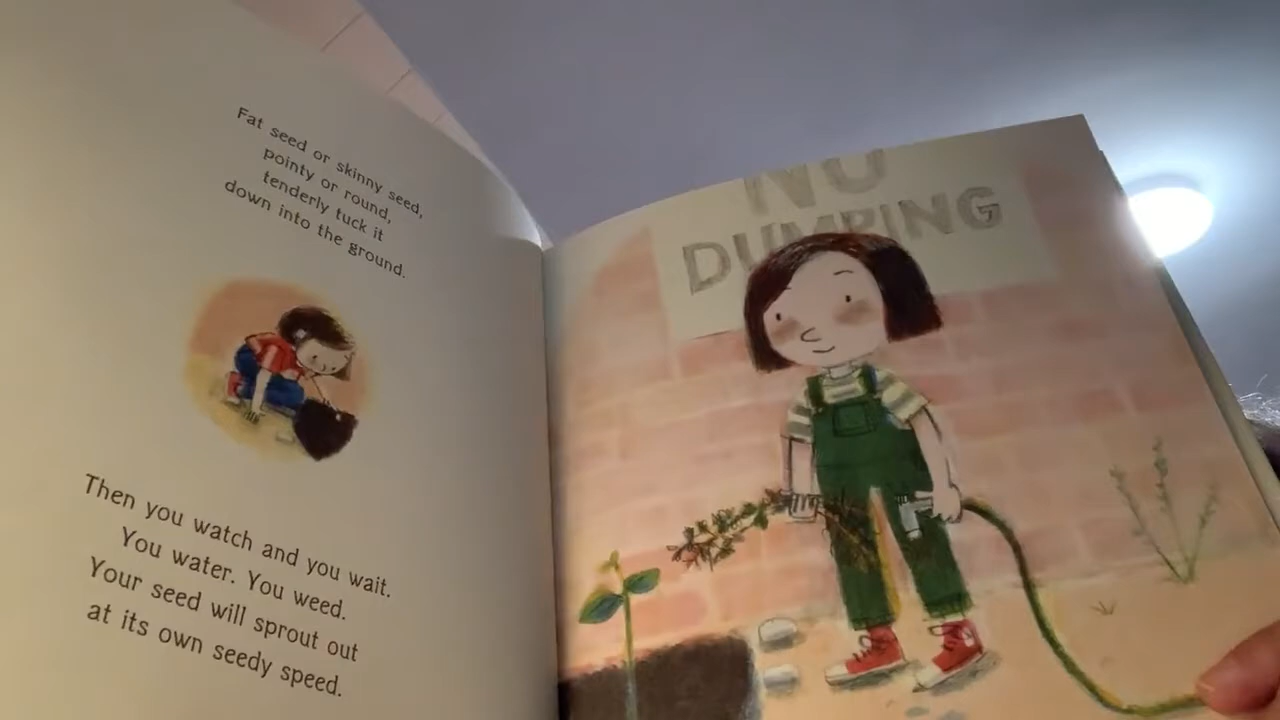 Fat seed or skinny seed,
pointy or round,
tenderly tuck it
down into the ground.
Then you watch and you wait.
You water. You weed.
Your seed will sprout out
at its own seedy speed.
NO
DUMPING